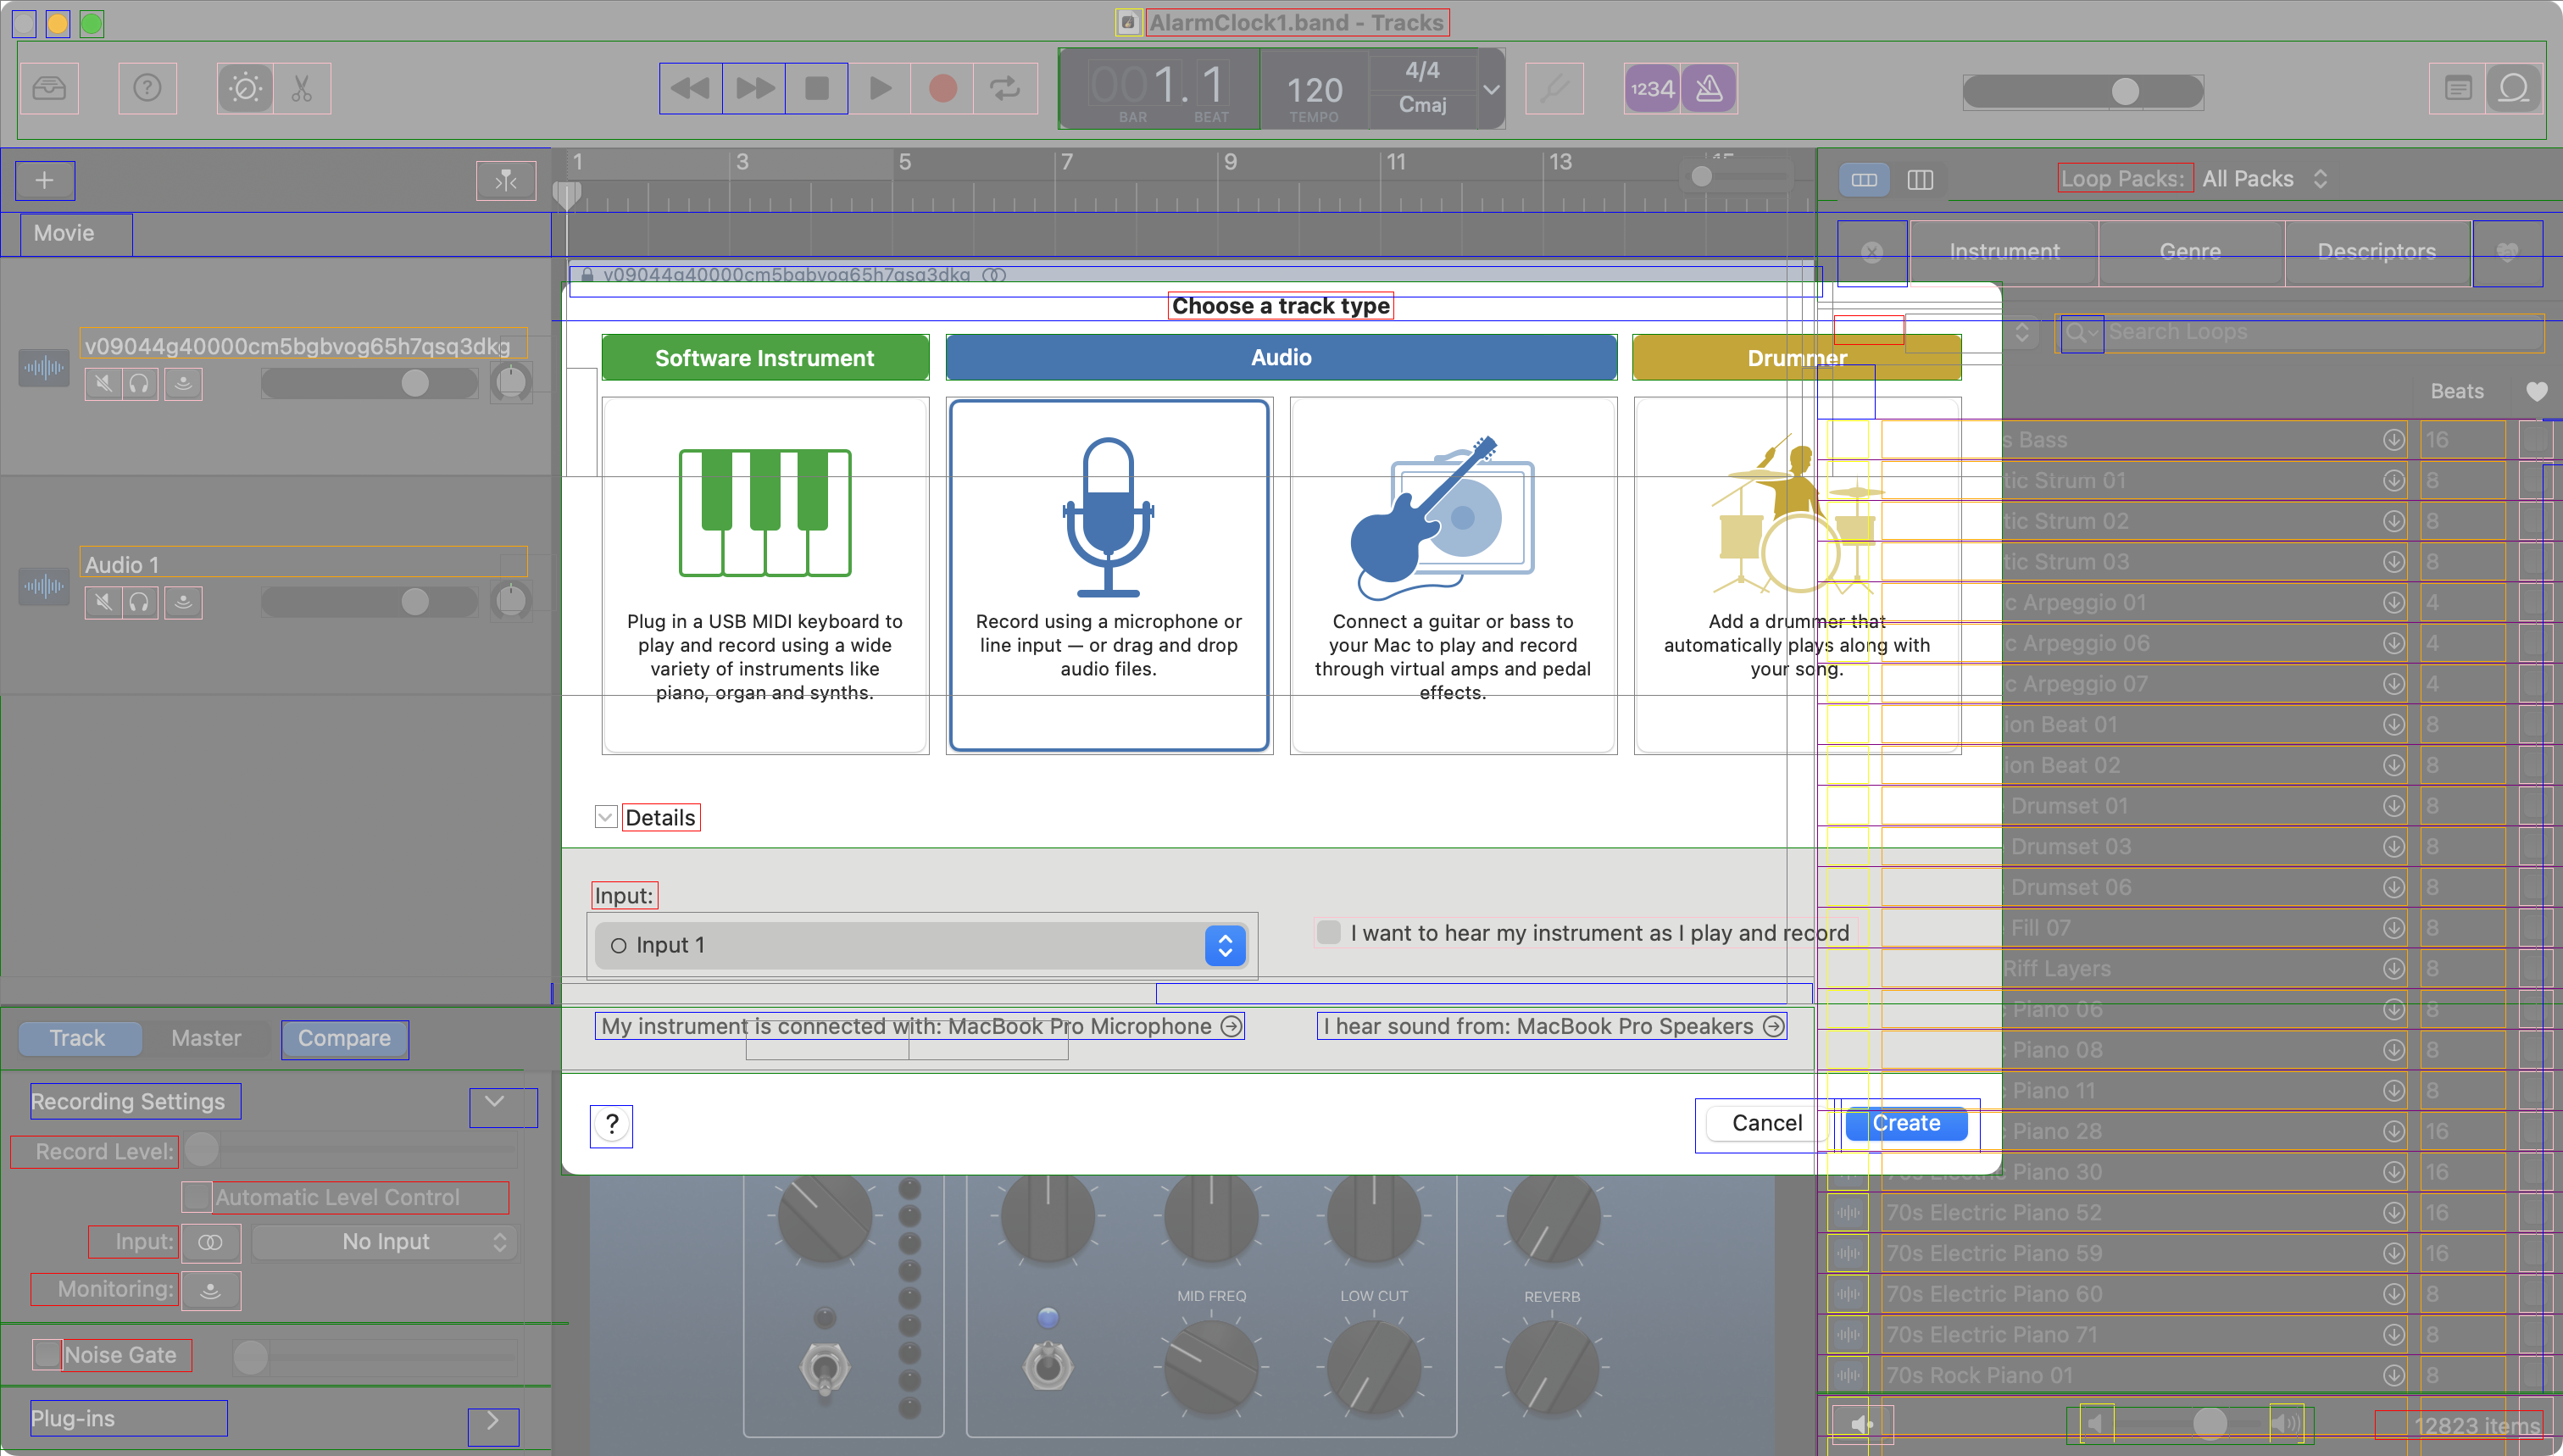 AlarmClock1.band - Tracks
001.1
BAR
BEAT
120
TEMPO
4/4
Cmaj
1234
1
3
5
7
9
11
13
15
Loop Packs:
All Packs
Movie
Instrument
Genre
Descriptors
v09044g40000cm5bgbvog65h7qsq3dkg
Choose a track type
Search Loops
v09044g40000cm5bgbvog65h7qsq3dkg
Software Instrument
Audio
Drummer
Beats
Audio 1
Plug in a USB MIDI keyboard to
play and record using a wide
variety of instruments like
piano, organ and synths.
Record using a microphone or
line input — or drag and drop
audio files.
Connect a guitar or bass to
your Mac to play and record
through virtual amps and pedal
effects.
Add a drummer that
automatically plays along with
your song.
s Bass 16
tic Strum 01 8
tic Strum 02 8
tic Strum 03 8
c Arpeggio 01 4
c Arpeggio 06 4
c Arpeggio 07 4
ion Beat 01 8
ion Beat 02 8
Drumset 01 8
Drumset 03 8
Drumset 06 8
Fill 07 8
Riff Layers 8
Piano 06 8
c Piano 08 8
c Piano 11 8
c Piano 28 16
ectric Piano 30 16
70s Electric Piano 52 16
70s Electric Piano 59 16
70s Electric Piano 60 8
70s Electric Piano 71 8
70s Rock Piano 01 8
12823 items
Details
Input:
Input 1
I want to hear my instrument as I play and record
My instrument is connected with: MacBook Pro Microphone
I hear sound from: MacBook Pro Speakers
?
Cancel
Create
Track
Master
Compare
Recording Settings
Record Level:
Automatic Level Control
Input:
No Input
Monitoring:
Noise Gate
Plug-ins
MID FREQ
LOW CUT
REVERB